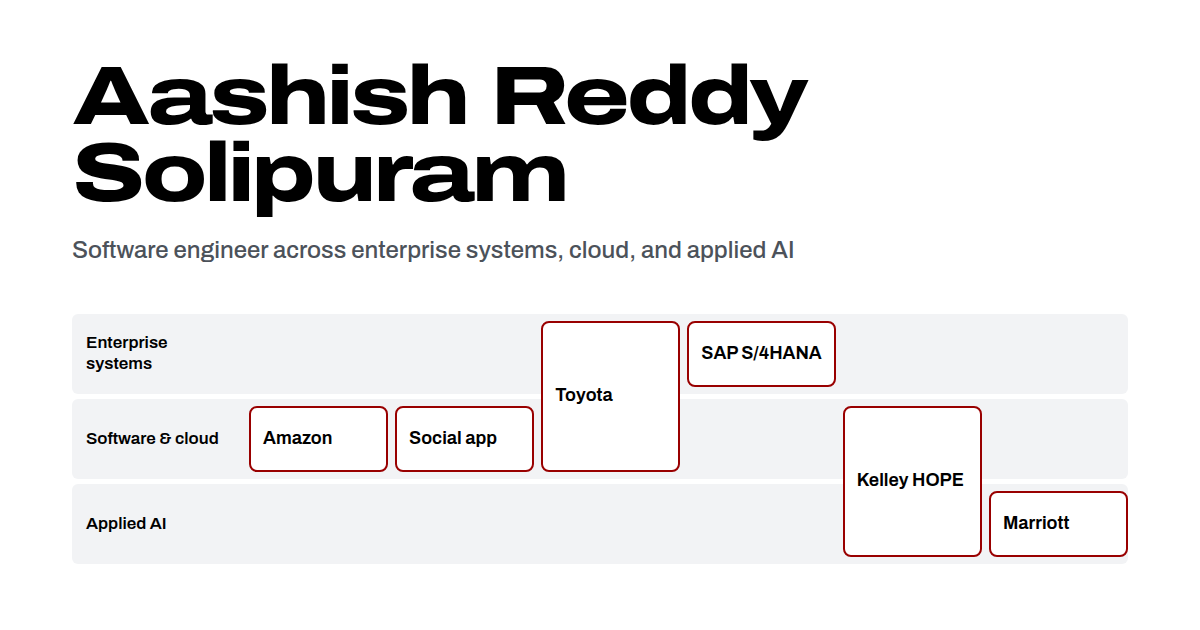 Aashish Reddy
Solipuram
Software engineer across enterprise systems, cloud, and applied AI
Enterprise
systems
Toyota
SAP S/4HANA
Software & cloud
Amazon
Social app
Kelley HOPE
Applied AI
Marriott